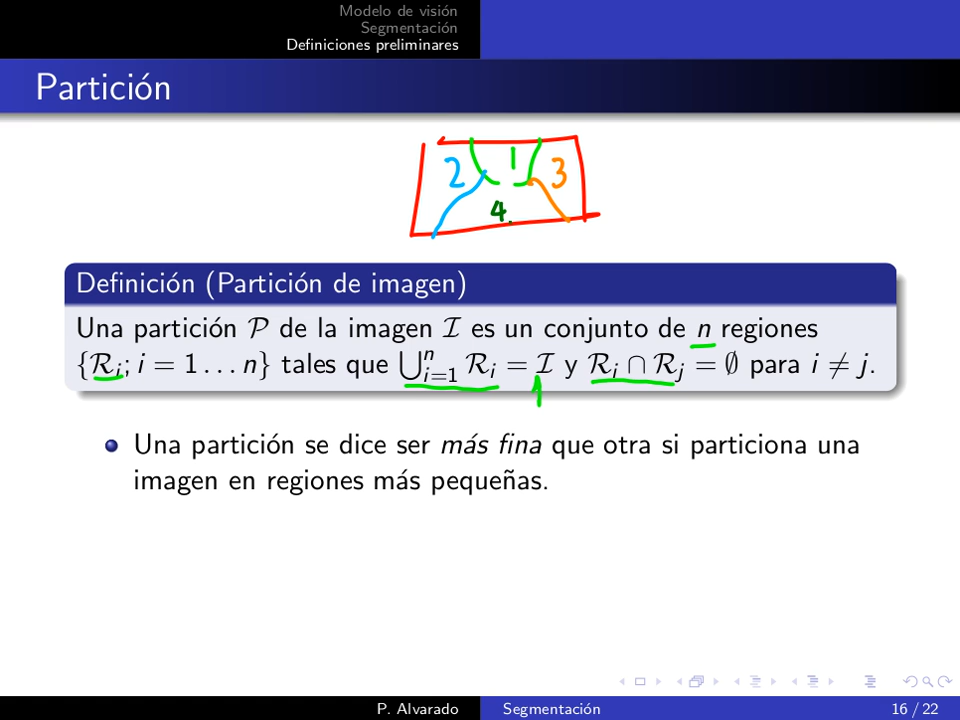 Modelo de visión
Segmentación
Definiciones preliminares
Partición
2 1 3
4.
Definición (Partición de imagen)
Una partición 𝒫 de la imagen ℐ es un conjunto de n regiones
{ℛᵢ; i = 1 … n} tales que ⋃ⁿᵢ₌₁ ℛᵢ = ℐ y ℛᵢ ∩ ℛⱼ = ∅ para i ≠ j.
Una partición se dice ser más fina que otra si particiona una
imagen en regiones más pequeñas.
P. Alvarado Segmentación 16 / 22